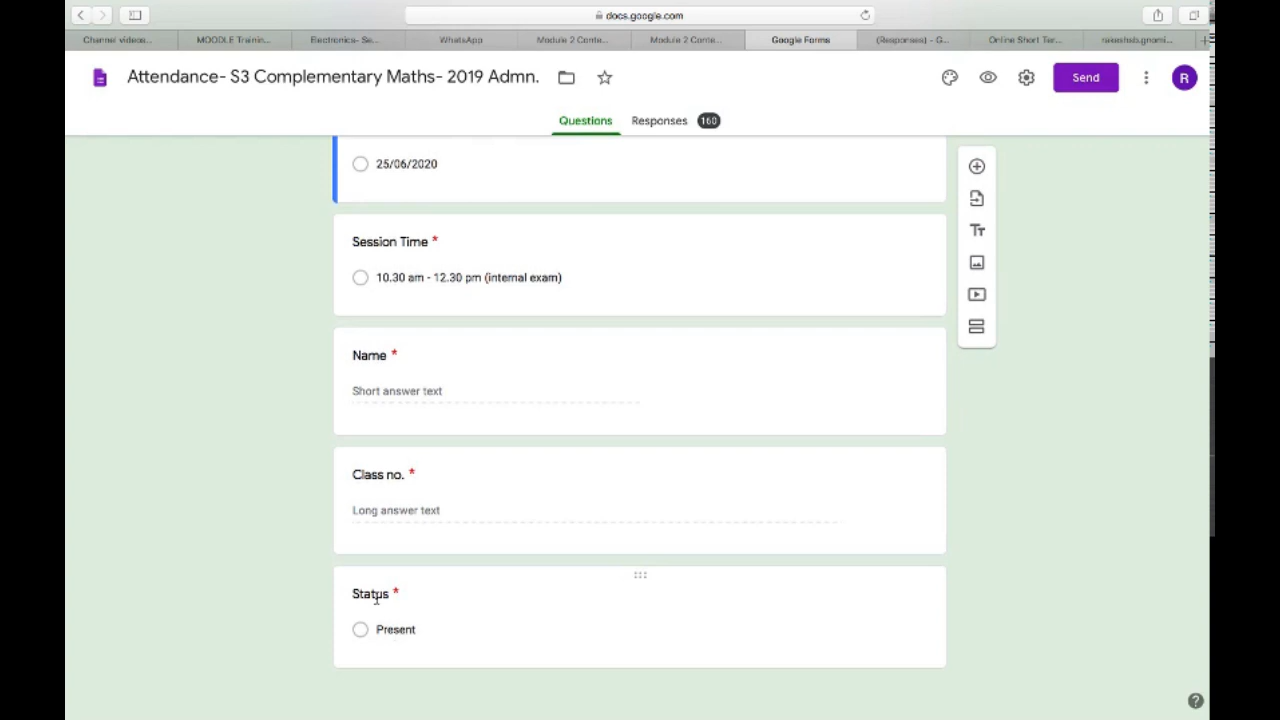 docs.google.com
Channel videos...
MOODLE Trainin...
Electronics- Se...
WhatsApp
Module 2 Conte...
Module 2 Conte...
Google Forms
(Responses) - G...
Online Short Ter...
rakeshsb.gnomi...
Attendance- S3 Complementary Maths- 2019 Admn.
Send
R
Questions
Responses 160
25/06/2020
Session Time *
10.30 am - 12.30 pm (internal exam)
Name *
Short answer text
Class no. *
Long answer text
Status *
Present